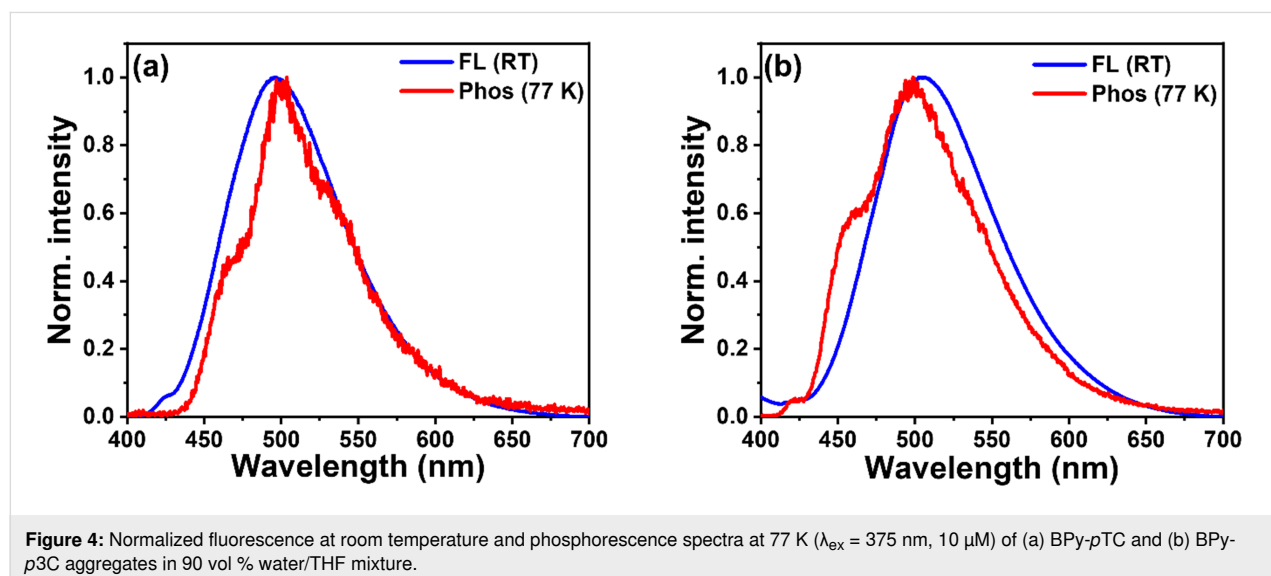 (a)
FL (RT)
Phos (77 K)
1.0
0.8
0.6
0.4
0.2
0.0
Norm. intensity
400 450 500 550 600 650 700
Wavelength (nm)
(b)
FL (RT)
Phos (77 K)
1.0
0.8
0.6
0.4
0.2
0.0
Norm. intensity
400 450 500 550 600 650 700
Wavelength (nm)
Figure 4: Normalized fluorescence at room temperature and phosphorescence spectra at 77 K (λex = 375 nm, 10 μM) of (a) BPy-pTC and (b) BPy-
p3C aggregates in 90 vol % water/THF mixture.